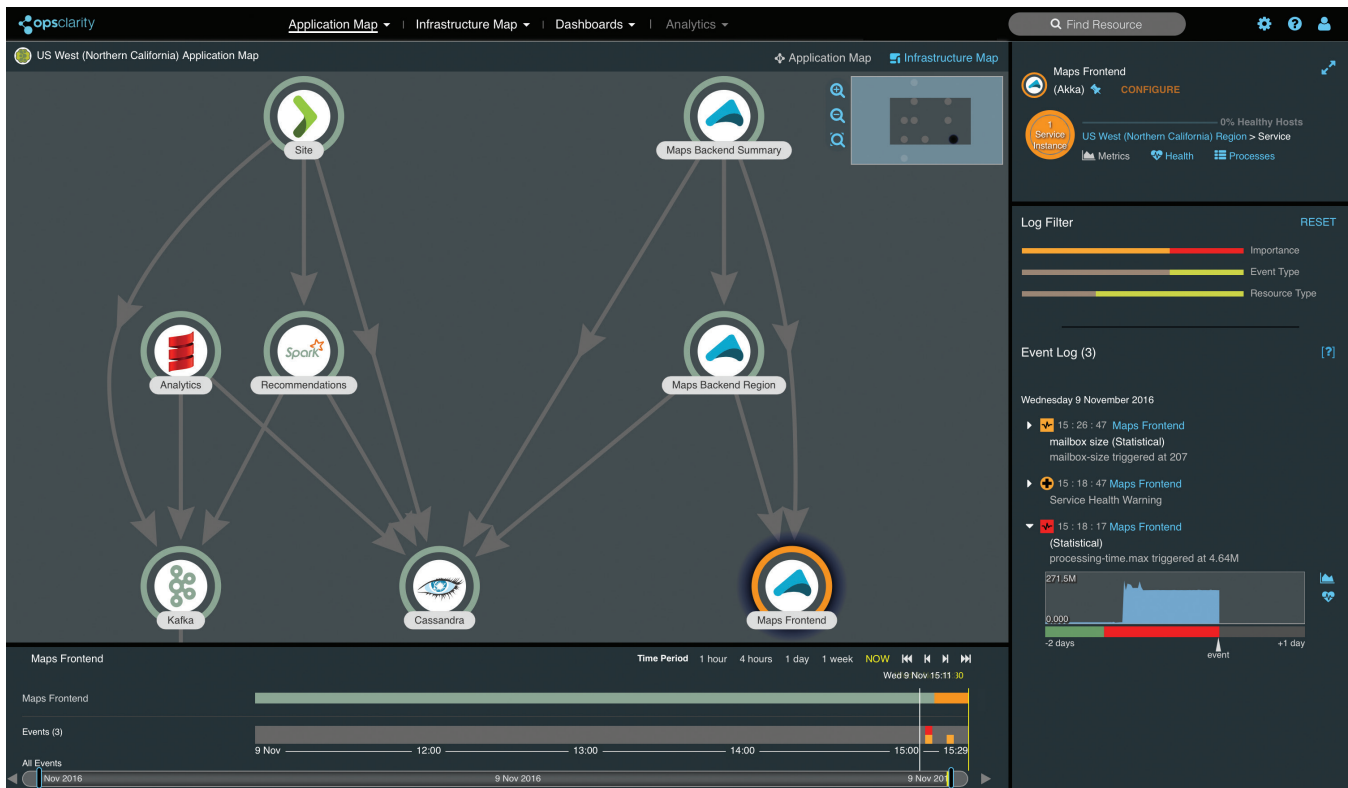 opsclarity
Application Map
Infrastructure Map
Dashboards
Analytics
Find Resource
US West (Northern California) Application Map
Application Map
Infrastructure Map
Site
Maps Backend Summary
Analytics
Spark
Recommendations
Maps Backend Region
Kafka
Cassandra
Maps Frontend
Maps Frontend
(Akka)
CONFIGURE
1
Service
Instance
0% Healthy Hosts
US West (Northern California) Region > Service
Metrics
Health
Processes
Log Filter
RESET
Importance
Event Type
Resource Type
Event Log (3)
[?]
Wednesday 9 November 2016
15 : 26 : 47 Maps Frontend
mailbox size (Statistical)
mailbox-size triggered at 207
15 : 18 : 47 Maps Frontend
Service Health Warning
15 : 18 : 17 Maps Frontend
(Statistical)
processing-time.max triggered at 4.64M
271.5M
0.000
-2 days
event
+1 day
Maps Frontend
Time Period
1 hour
4 hours
1 day
1 week
NOW
Wed 9 Nov 15:11
:30
Maps Frontend
Events (3)
9 Nov
12:00
13:00
14:00
15:00
15:29
All Events
Nov 2016
9 Nov 2016
9 Nov 201